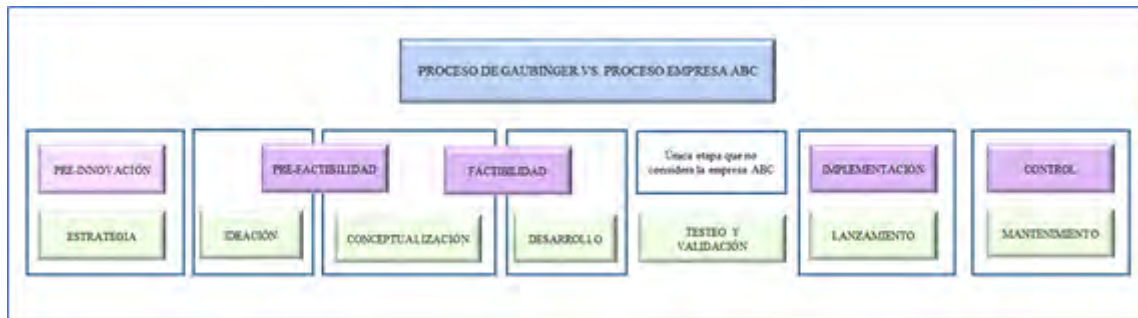 PROCESO DE GAUBINGER VS. PROCESO EMPRESA ABC
PRE-INNOVACIÓN
PRE-FACTIBILIDAD
FACTIBILIDAD
Única etapa que no
considera la empresa ABC
IMPLEMENTACIÓN
CONTROL
ESTRATEGIA
IDEACIÓN
CONCEPTUALIZACIÓN
DESARROLLO
TESTEO Y
VALIDACIÓN
LANZAMIENTO
MANTENIMIENTO